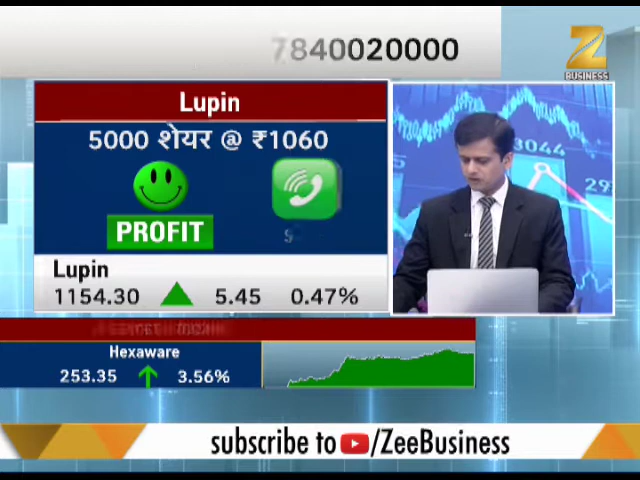 7840020000
Z
BUSINESS
Lupin
5000 शेयर @ ₹1060
PROFIT
3044
Lupin
1154.30 5.45 0.47%
Hexaware
253.35 3.56%
subscribe to /ZeeBusiness